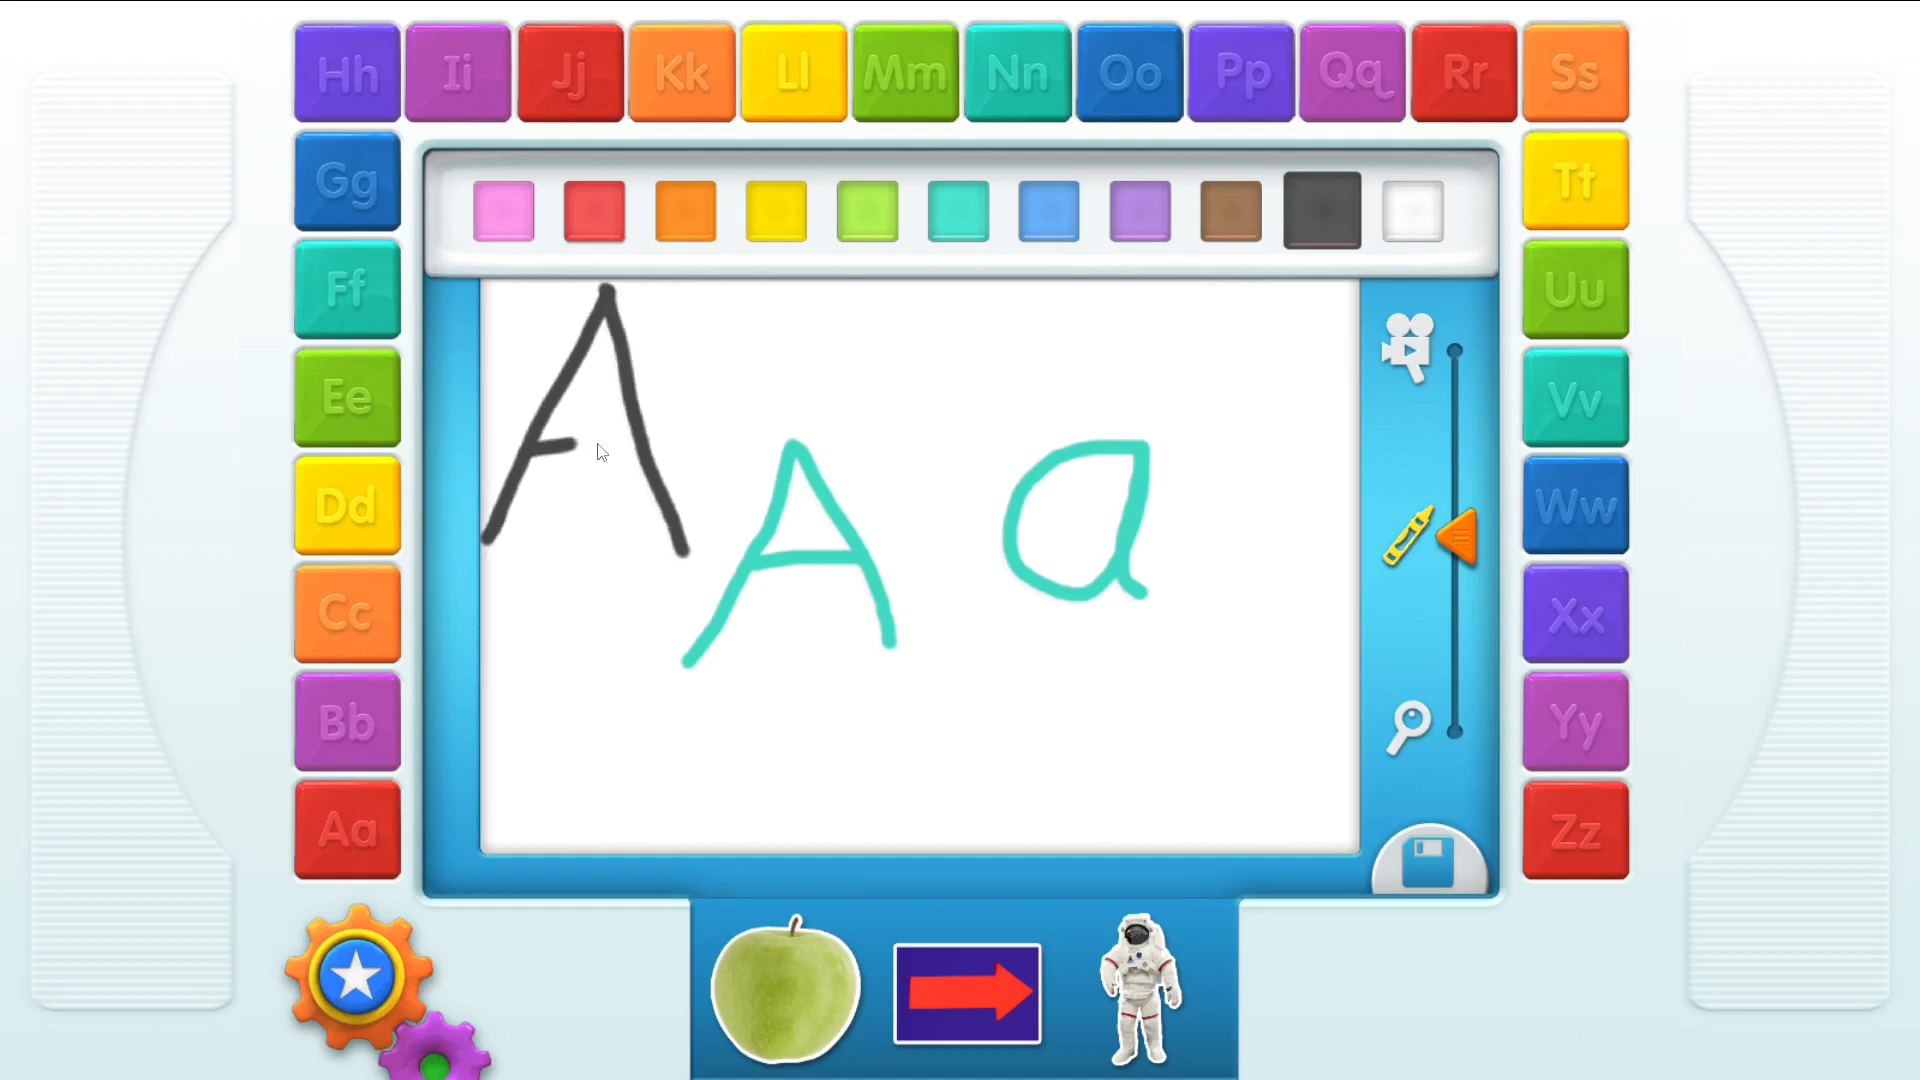 Hh Ii Jj Kk Ll Mm Nn Oo Pp Qq Rr Ss
Gg Tt
Ff Uu
Ee Vv
Dd Ww
Cc Xx
Bb Yy
Aa Zz
A A a